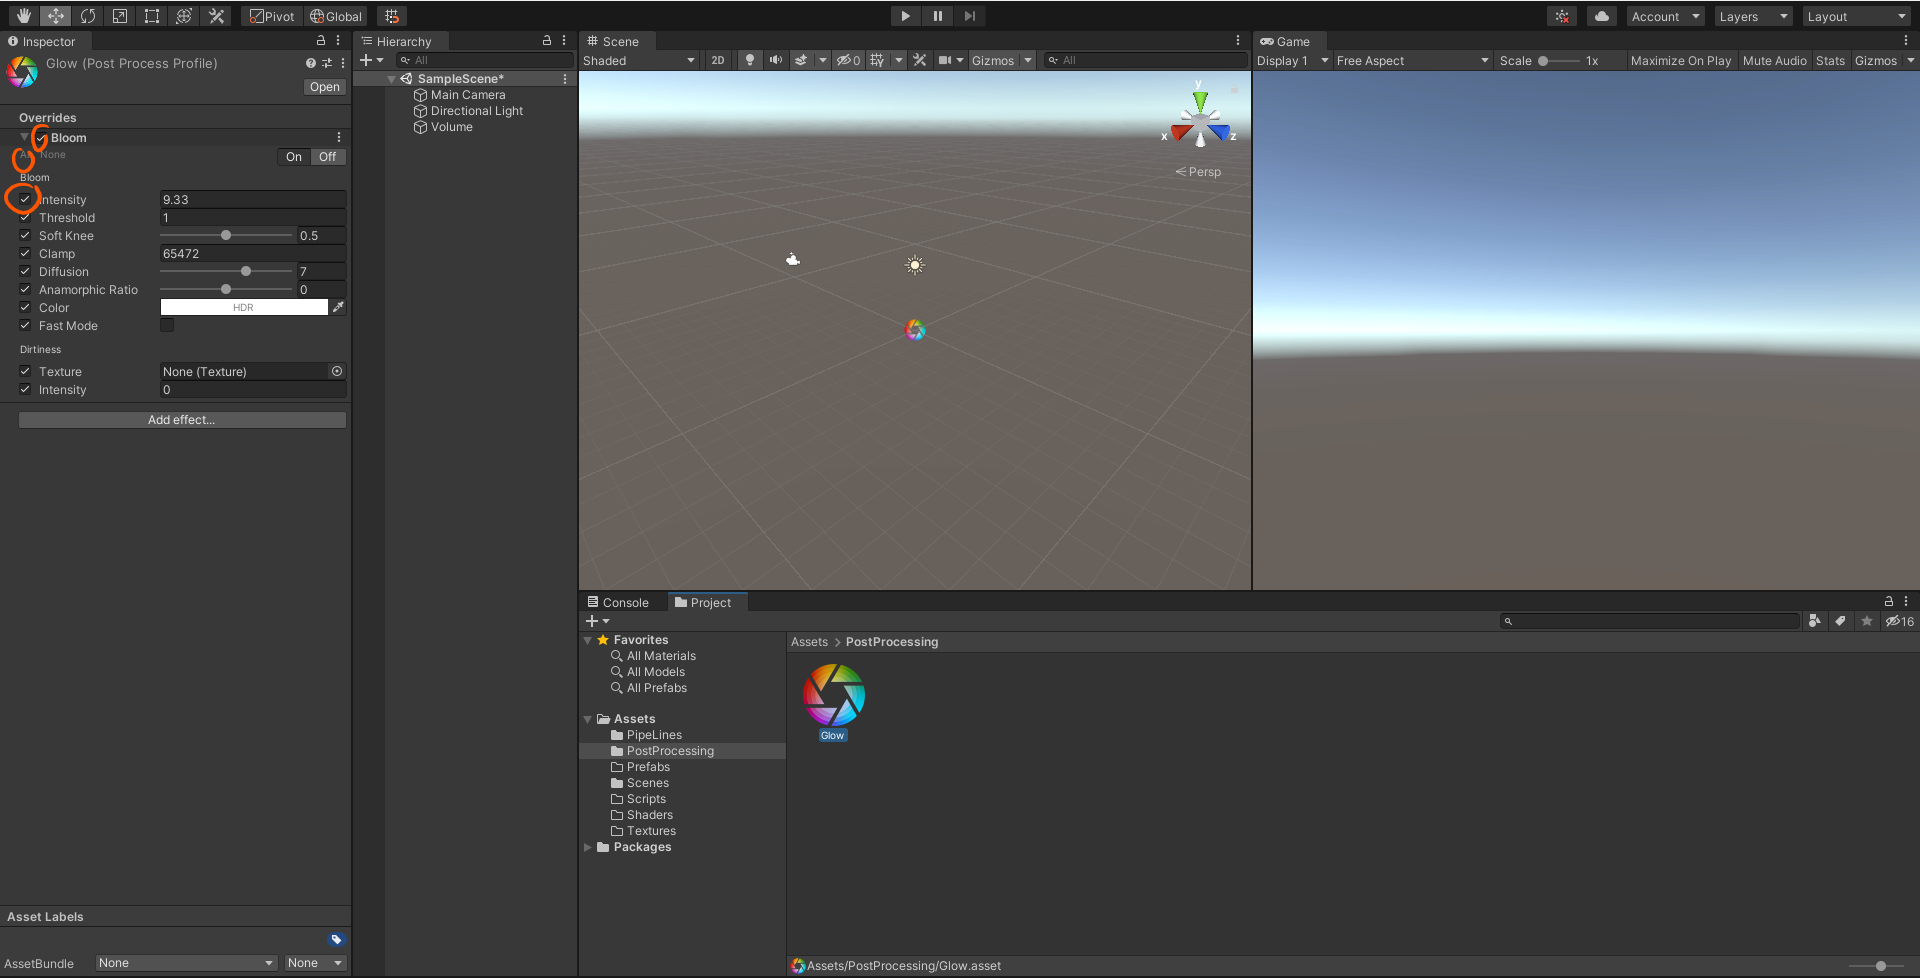 Pivot Global Account Layers Layout
Inspector
Glow (Post Process Profile)
Open
Overrides
Bloom
None
On Off
Bloom
Intensity 9.33
Threshold 1
Soft Knee 0.5
Clamp 65472
Diffusion 7
Anamorphic Ratio 0
Color HDR
Fast Mode
Dirtiness
Texture None (Texture)
Intensity 0
Add effect...
Asset Labels
AssetBundle None None
Hierarchy
All
SampleScene*
Main Camera
Directional Light
Volume
Scene
Shaded 2D 0 Gizmos All
y
x z
Persp
Game
Display 1 Free Aspect Scale 1x Maximize On Play Mute Audio Stats Gizmos
Console Project
16
Favorites
All Materials
All Models
All Prefabs
Assets
PipeLines
PostProcessing
Prefabs
Scenes
Scripts
Shaders
Textures
Packages
Assets > PostProcessing
Glow
Assets/PostProcessing/Glow.asset